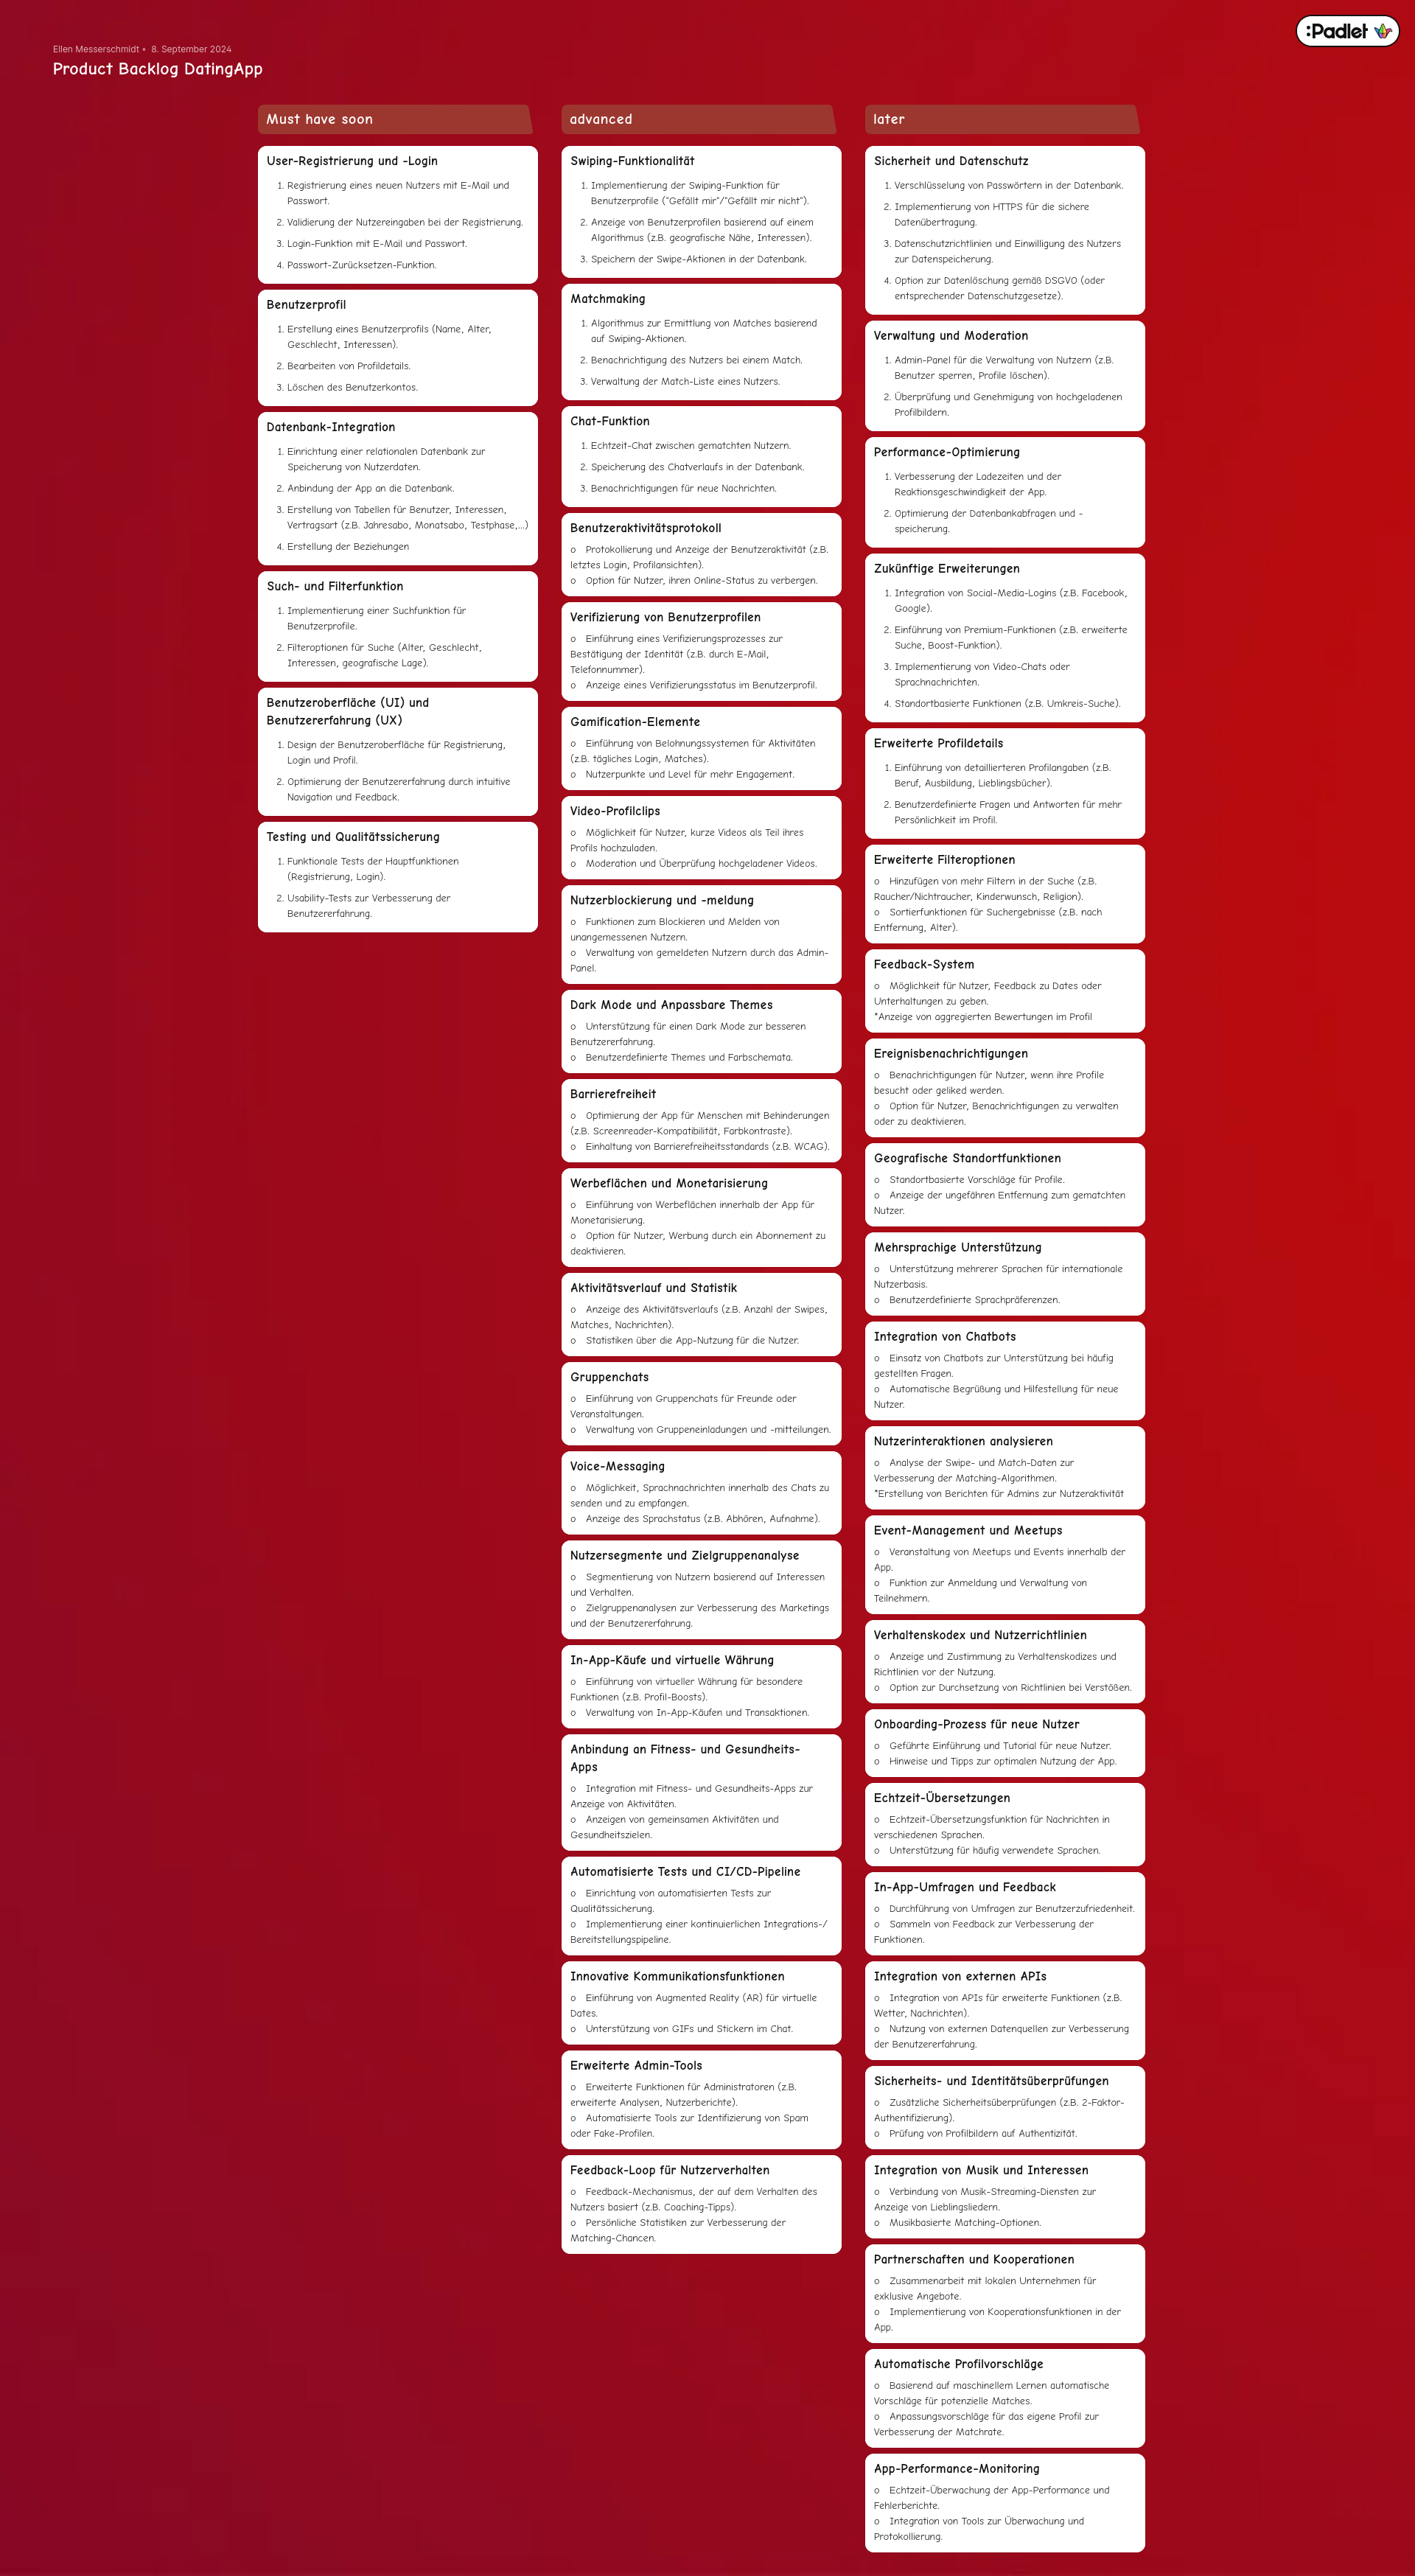 Ellen Messerschmidt • 8. September 2024
Product Backlog DatingApp
:Padlet
Must have soon
User-Registrierung und -Login
1. Registrierung eines neuen Nutzers mit E-Mail und
Passwort.
2. Validierung der Nutzereingaben bei der Registrierung.
3. Login-Funktion mit E-Mail und Passwort.
4. Passwort-Zurücksetzen-Funktion.
Benutzerprofil
1. Erstellung eines Benutzerprofils (Name, Alter,
Geschlecht, Interessen).
2. Bearbeiten von Profildetails.
3. Löschen des Benutzerkontos.
Datenbank-Integration
1. Einrichtung einer relationalen Datenbank zur
Speicherung von Nutzerdaten.
2. Anbindung der App an die Datenbank.
3. Erstellung von Tabellen für Benutzer, Interessen,
Vertragsart (z.B. Jahresabo, Monatsabo, Testphase,...)
4. Erstellung der Beziehungen
Such- und Filterfunktion
1. Implementierung einer Suchfunktion für
Benutzerprofile.
2. Filteroptionen für Suche (Alter, Geschlecht,
Interessen, geografische Lage).
Benutzeroberfläche (UI) und
Benutzererfahrung (UX)
1. Design der Benutzeroberfläche für Registrierung,
Login und Profil.
2. Optimierung der Benutzererfahrung durch intuitive
Navigation und Feedback.
Testing und Qualitätssicherung
1. Funktionale Tests der Hauptfunktionen
(Registrierung, Login).
2. Usability-Tests zur Verbesserung der
Benutzererfahrung.
advanced
Swiping-Funktionalität
1. Implementierung der Swiping-Funktion für
Benutzerprofile ("Gefällt mir"/"Gefällt mir nicht").
2. Anzeige von Benutzerprofilen basierend auf einem
Algorithmus (z.B. geografische Nähe, Interessen).
3. Speichern der Swipe-Aktionen in der Datenbank.
Matchmaking
1. Algorithmus zur Ermittlung von Matches basierend
auf Swiping-Aktionen.
2. Benachrichtigung des Nutzers bei einem Match.
3. Verwaltung der Match-Liste eines Nutzers.
Chat-Funktion
1. Echtzeit-Chat zwischen gematchten Nutzern.
2. Speicherung des Chatverlaufs in der Datenbank.
3. Benachrichtigungen für neue Nachrichten.
Benutzeraktivitätsprotokoll
o Protokollierung und Anzeige der Benutzeraktivität (z.B.
letztes Login, Profilansichten).
o Option für Nutzer, ihren Online-Status zu verbergen.
Verifizierung von Benutzerprofilen
o Einführung eines Verifizierungsprozesses zur
Bestätigung der Identität (z.B. durch E-Mail,
Telefonnummer).
o Anzeige eines Verifizierungsstatus im Benutzerprofil.
Gamification-Elemente
o Einführung von Belohnungssystemen für Aktivitäten
(z.B. tägliches Login, Matches).
o Nutzerpunkte und Level für mehr Engagement.
Video-Profilclips
o Möglichkeit für Nutzer, kurze Videos als Teil ihres
Profils hochzuladen.
o Moderation und Überprüfung hochgeladener Videos.
Nutzerblockierung und -meldung
o Funktionen zum Blockieren und Melden von
unangemessenen Nutzern.
o Verwaltung von gemeldeten Nutzern durch das Admin-
Panel.
Dark Mode und Anpassbare Themes
o Unterstützung für einen Dark Mode zur besseren
Benutzererfahrung.
o Benutzerdefinierte Themes und Farbschemata.
Barrierefreiheit
o Optimierung der App für Menschen mit Behinderungen
(z.B. Screenreader-Kompatibilität, Farbkontraste).
o Einhaltung von Barrierefreiheitsstandards (z.B. WCAG).
Werbeflächen und Monetarisierung
o Einführung von Werbeflächen innerhalb der App für
Monetarisierung.
o Option für Nutzer, Werbung durch ein Abonnement zu
deaktivieren.
Aktivitätsverlauf und Statistik
o Anzeige des Aktivitätsverlaufs (z.B. Anzahl der Swipes,
Matches, Nachrichten).
o Statistiken über die App-Nutzung für die Nutzer.
Gruppenchats
o Einführung von Gruppenchats für Freunde oder
Veranstaltungen.
o Verwaltung von Gruppeneinladungen und -mitteilungen.
Voice-Messaging
o Möglichkeit, Sprachnachrichten innerhalb des Chats zu
senden und zu empfangen.
o Anzeige des Sprachstatus (z.B. Abhören, Aufnahme).
Nutzersegmente und Zielgruppenanalyse
o Segmentierung von Nutzern basierend auf Interessen
und Verhalten.
o Zielgruppenanalysen zur Verbesserung des Marketings
und der Benutzererfahrung.
In-App-Käufe und virtuelle Währung
o Einführung von virtueller Währung für besondere
Funktionen (z.B. Profil-Boosts).
o Verwaltung von In-App-Käufen und Transaktionen.
Anbindung an Fitness- und Gesundheits-
Apps
o Integration mit Fitness- und Gesundheits-Apps zur
Anzeige von Aktivitäten.
o Anzeigen von gemeinsamen Aktivitäten und
Gesundheitszielen.
Automatisierte Tests und CI/CD-Pipeline
o Einrichtung von automatisierten Tests zur
Qualitätssicherung.
o Implementierung einer kontinuierlichen Integrations-/
Bereitstellungspipeline.
Innovative Kommunikationsfunktionen
o Einführung von Augmented Reality (AR) für virtuelle
Dates.
o Unterstützung von GIFs und Stickern im Chat.
Erweiterte Admin-Tools
o Erweiterte Funktionen für Administratoren (z.B.
erweiterte Analysen, Nutzerberichte).
o Automatisierte Tools zur Identifizierung von Spam
oder Fake-Profilen.
Feedback-Loop für Nutzerverhalten
o Feedback-Mechanismus, der auf dem Verhalten des
Nutzers basiert (z.B. Coaching-Tipps).
o Persönliche Statistiken zur Verbesserung der
Matching-Chancen.
later
Sicherheit und Datenschutz
1. Verschlüsselung von Passwörtern in der Datenbank.
2. Implementierung von HTTPS für die sichere
Datenübertragung.
3. Datenschutzrichtlinien und Einwilligung des Nutzers
zur Datenspeicherung.
4. Option zur Datenlöschung gemäß DSGVO (oder
entsprechender Datenschutzgesetze).
Verwaltung und Moderation
1. Admin-Panel für die Verwaltung von Nutzern (z.B.
Benutzer sperren, Profile löschen).
2. Überprüfung und Genehmigung von hochgeladenen
Profilbildern.
Performance-Optimierung
1. Verbesserung der Ladezeiten und der
Reaktionsgeschwindigkeit der App.
2. Optimierung der Datenbankabfragen und -
speicherung.
Zukünftige Erweiterungen
1. Integration von Social-Media-Logins (z.B. Facebook,
Google).
2. Einführung von Premium-Funktionen (z.B. erweiterte
Suche, Boost-Funktion).
3. Implementierung von Video-Chats oder
Sprachnachrichten.
4. Standortbasierte Funktionen (z.B. Umkreis-Suche).
Erweiterte Profildetails
1. Einführung von detaillierteren Profilangaben (z.B.
Beruf, Ausbildung, Lieblingsbücher).
2. Benutzerdefinierte Fragen und Antworten für mehr
Persönlichkeit im Profil.
Erweiterte Filteroptionen
o Hinzufügen von mehr Filtern in der Suche (z.B.
Raucher/Nichtraucher, Kinderwunsch, Religion).
o Sortierfunktionen für Suchergebnisse (z.B. nach
Entfernung, Alter).
Feedback-System
o Möglichkeit für Nutzer, Feedback zu Dates oder
Unterhaltungen zu geben.
*Anzeige von aggregierten Bewertungen im Profil
Ereignisbenachrichtigungen
o Benachrichtigungen für Nutzer, wenn ihre Profile
besucht oder geliked werden.
o Option für Nutzer, Benachrichtigungen zu verwalten
oder zu deaktivieren.
Geografische Standortfunktionen
o Standortbasierte Vorschläge für Profile.
o Anzeige der ungefähren Entfernung zum gematchten
Nutzer.
Mehrsprachige Unterstützung
o Unterstützung mehrerer Sprachen für internationale
Nutzerbasis.
o Benutzerdefinierte Sprachpräferenzen.
Integration von Chatbots
o Einsatz von Chatbots zur Unterstützung bei häufig
gestellten Fragen.
o Automatische Begrüßung und Hilfestellung für neue
Nutzer.
Nutzerinteraktionen analysieren
o Analyse der Swipe- und Match-Daten zur
Verbesserung der Matching-Algorithmen.
*Erstellung von Berichten für Admins zur Nutzeraktivität
Event-Management und Meetups
o Veranstaltung von Meetups und Events innerhalb der
App.
o Funktion zur Anmeldung und Verwaltung von
Teilnehmern.
Verhaltenskodex und Nutzerrichtlinien
o Anzeige und Zustimmung zu Verhaltenskodizes und
Richtlinien vor der Nutzung.
o Option zur Durchsetzung von Richtlinien bei Verstößen.
Onboarding-Prozess für neue Nutzer
o Geführte Einführung und Tutorial für neue Nutzer.
o Hinweise und Tipps zur optimalen Nutzung der App.
Echtzeit-Übersetzungen
o Echtzeit-Übersetzungsfunktion für Nachrichten in
verschiedenen Sprachen.
o Unterstützung für häufig verwendete Sprachen.
In-App-Umfragen und Feedback
o Durchführung von Umfragen zur Benutzerzufriedenheit.
o Sammeln von Feedback zur Verbesserung der
Funktionen.
Integration von externen APIs
o Integration von APIs für erweiterte Funktionen (z.B.
Wetter, Nachrichten).
o Nutzung von externen Datenquellen zur Verbesserung
der Benutzererfahrung.
Sicherheits- und Identitätsüberprüfungen
o Zusätzliche Sicherheitsüberprüfungen (z.B. 2-Faktor-
Authentifizierung).
o Prüfung von Profilbildern auf Authentizität.
Integration von Musik und Interessen
o Verbindung von Musik-Streaming-Diensten zur
Anzeige von Lieblingsliedern.
o Musikbasierte Matching-Optionen.
Partnerschaften und Kooperationen
o Zusammenarbeit mit lokalen Unternehmen für
exklusive Angebote.
o Implementierung von Kooperationsfunktionen in der
App.
Automatische Profilvorschläge
o Basierend auf maschinellem Lernen automatische
Vorschläge für potenzielle Matches.
o Anpassungsvorschläge für das eigene Profil zur
Verbesserung der Matchrate.
App-Performance-Monitoring
o Echtzeit-Überwachung der App-Performance und
Fehlerberichte.
o Integration von Tools zur Überwachung und
Protokollierung.